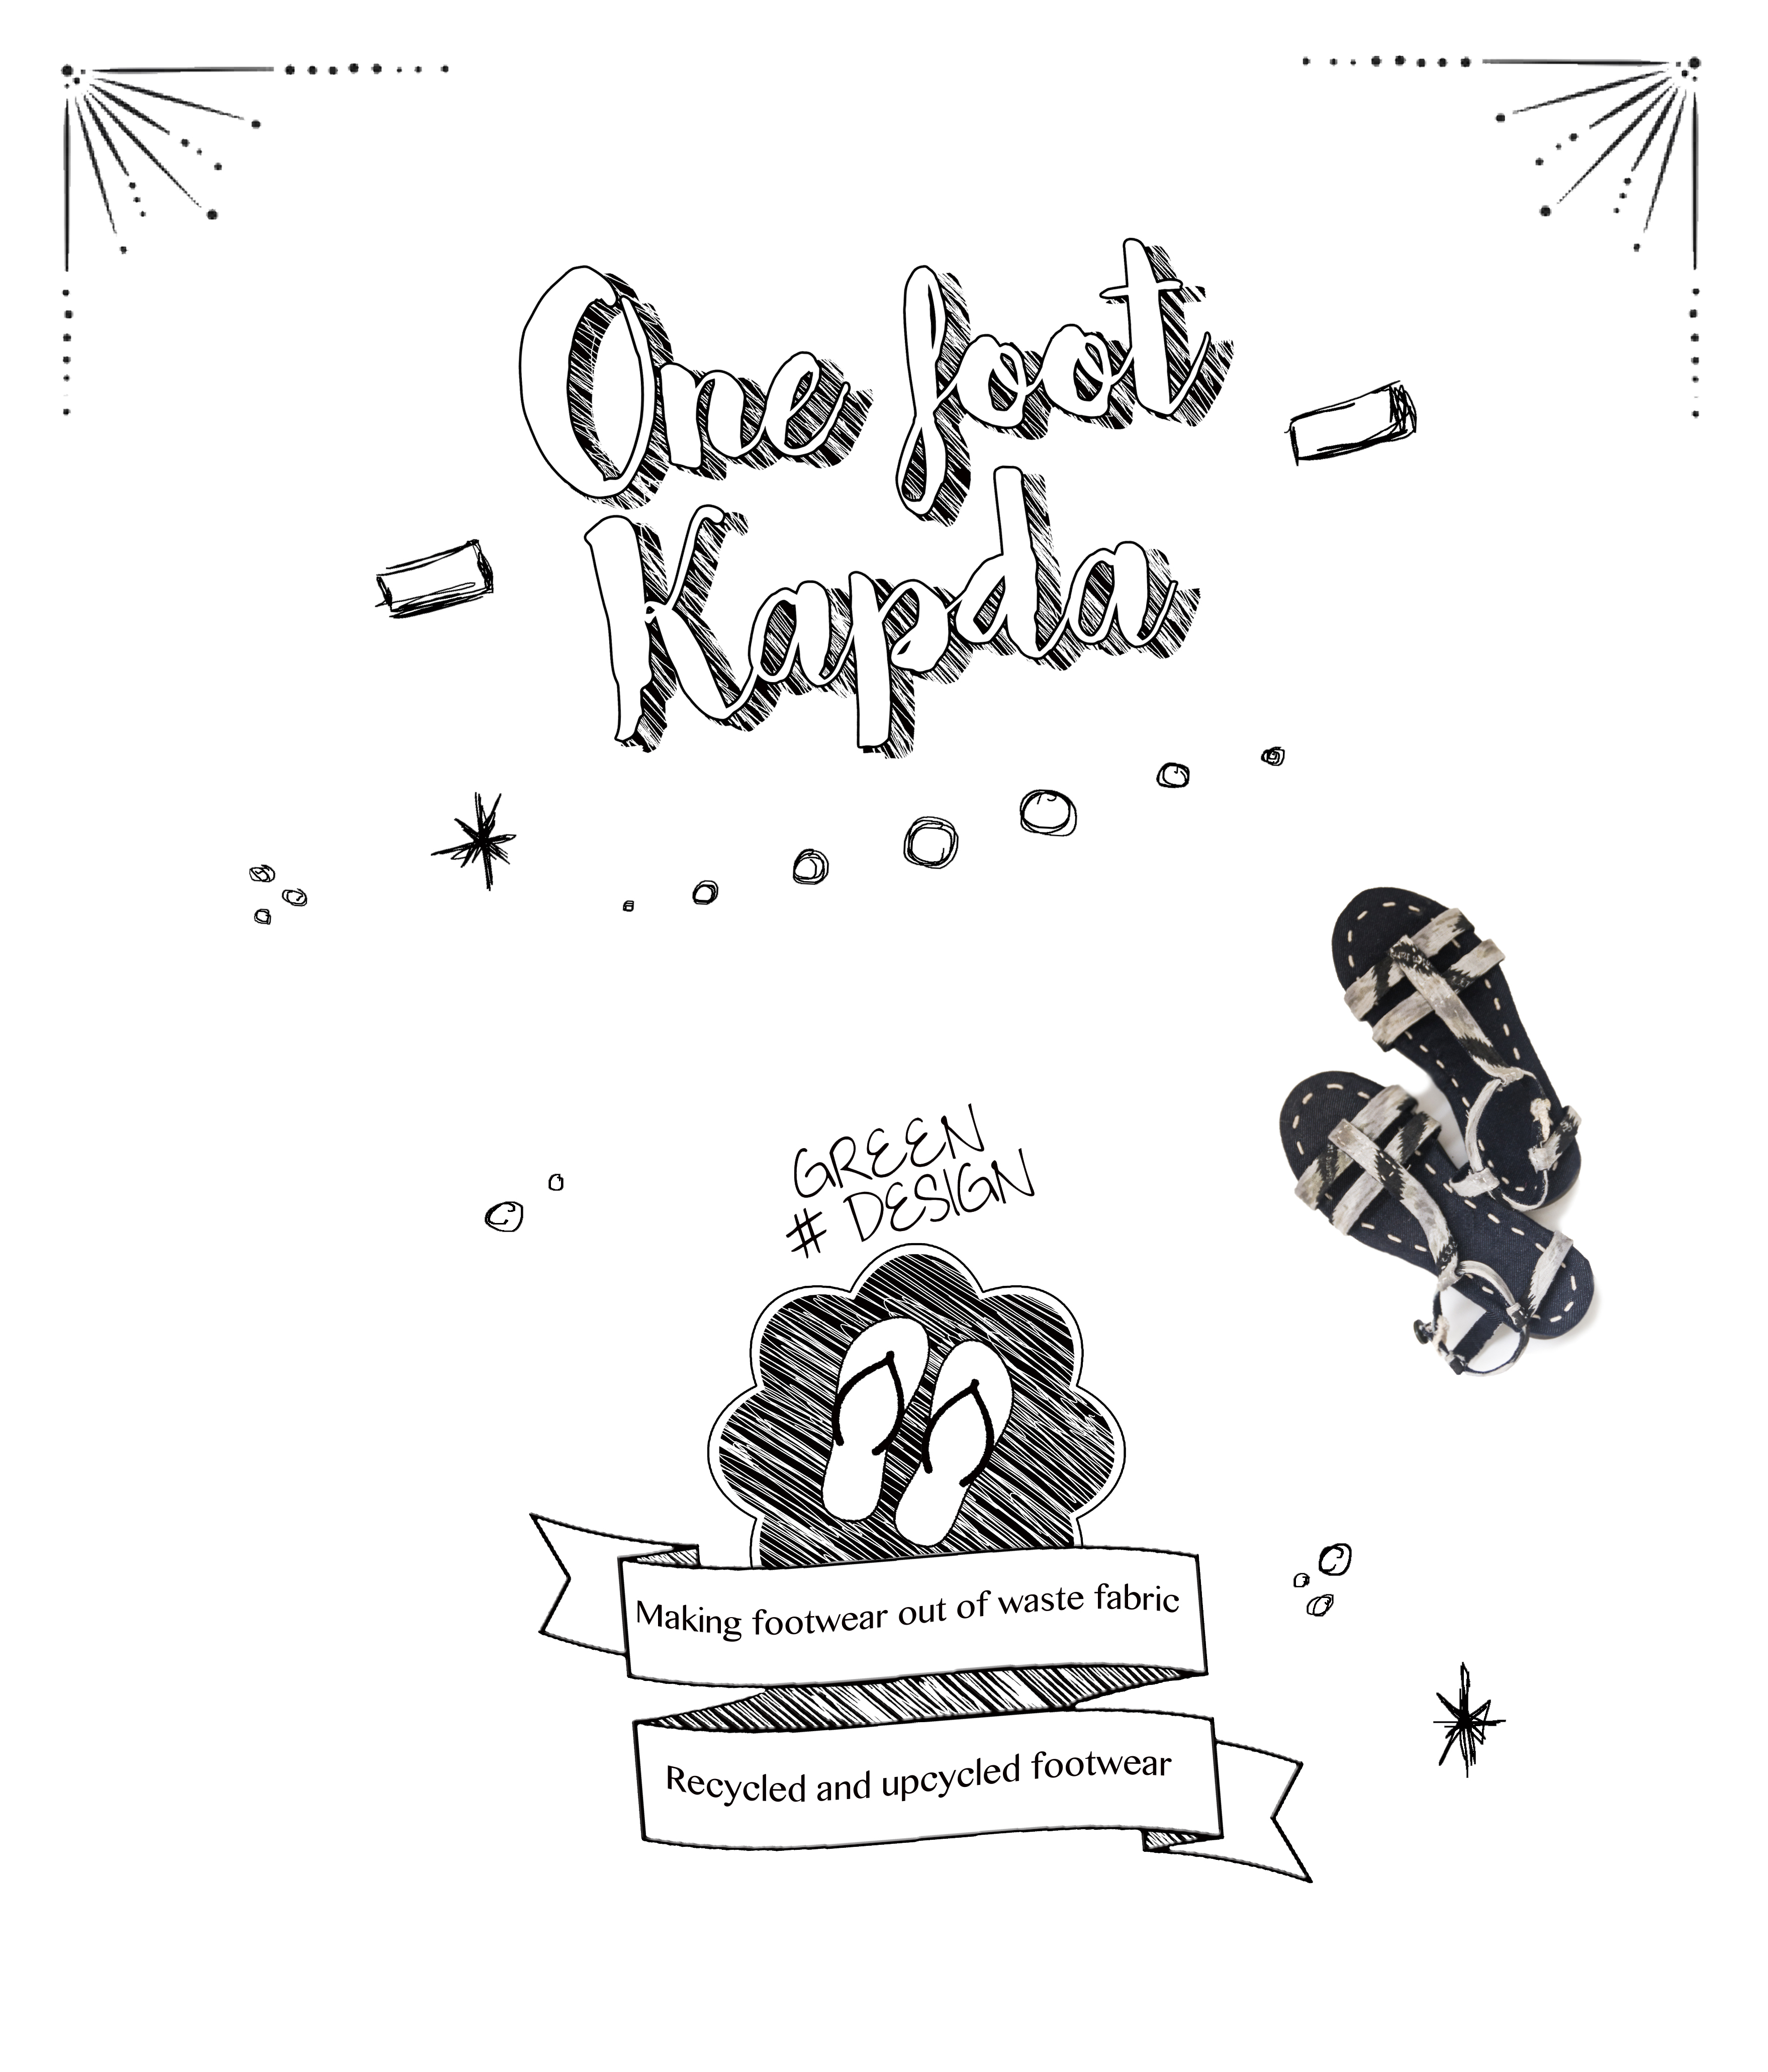 One foot
Kapda
GREEN
# DESIGN
Making footwear out of waste fabric
Recycled and upcycled footwear